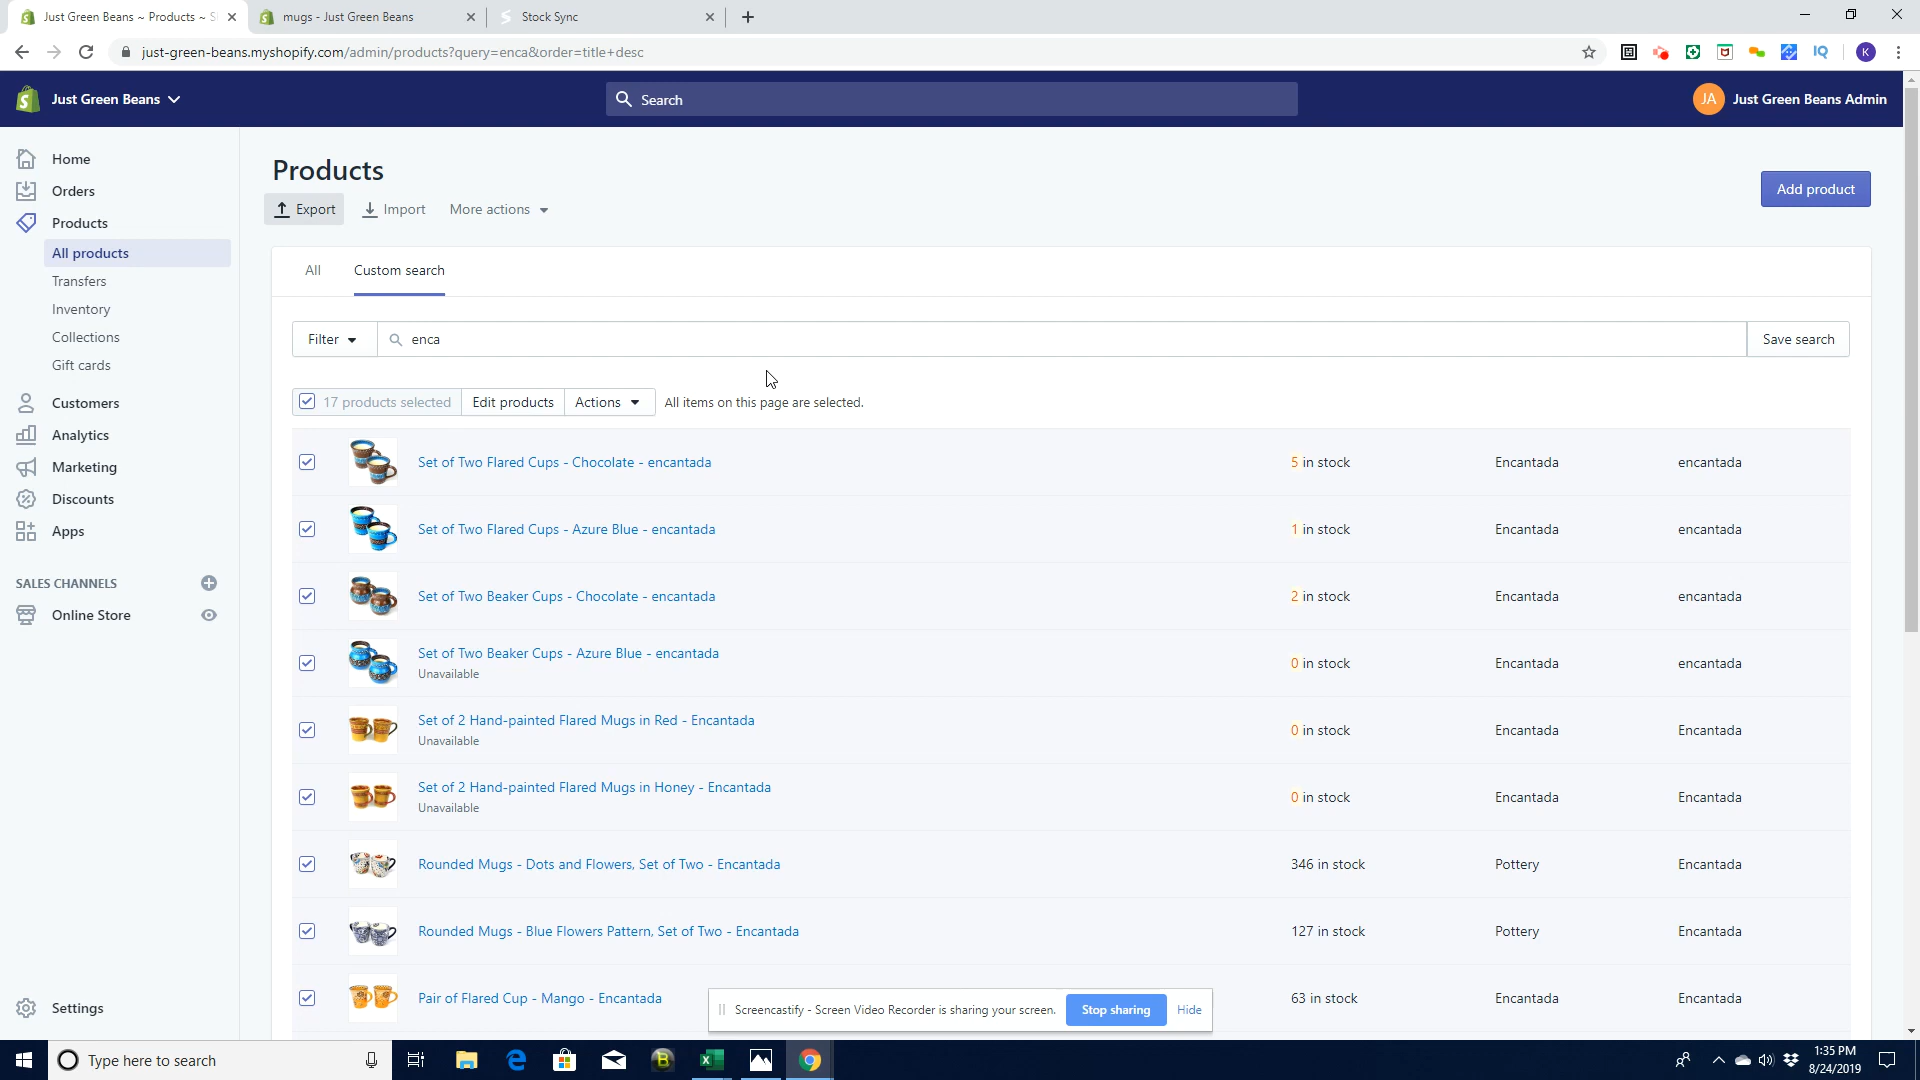 Just Green Beans ~ Products ~ S
mugs - Just Green Beans
Stock Sync
just-green-beans.myshopify.com/admin/products?query=enca&order=title+desc
IQ
K
Just Green Beans
Search
JA
Just Green Beans Admin
Home
Orders
Products
All products
Transfers
Inventory
Collections
Gift cards
Customers
Analytics
Marketing
Discounts
Apps
SALES CHANNELS
Online Store
Settings
Products
Export
Import
More actions
Add product
All
Custom search
Filter
enca
Save search
17 products selected
Edit products
Actions
All items on this page are selected.
Set of Two Flared Cups - Chocolate - encantada
5 in stock
Encantada
encantada
Set of Two Flared Cups - Azure Blue - encantada
1 in stock
Encantada
encantada
Set of Two Beaker Cups - Chocolate - encantada
2 in stock
Encantada
encantada
Set of Two Beaker Cups - Azure Blue - encantada
Unavailable
0 in stock
Encantada
encantada
Set of 2 Hand-painted Flared Mugs in Red - Encantada
Unavailable
0 in stock
Encantada
Encantada
Set of 2 Hand-painted Flared Mugs in Honey - Encantada
Unavailable
0 in stock
Encantada
Encantada
Rounded Mugs - Dots and Flowers, Set of Two - Encantada
346 in stock
Pottery
Encantada
Rounded Mugs - Blue Flowers Pattern, Set of Two - Encantada
127 in stock
Pottery
Encantada
Pair of Flared Cup - Mango - Encantada
63 in stock
Encantada
Encantada
Screencastify - Screen Video Recorder is sharing your screen.
Stop sharing
Hide
Type here to search
1:35 PM
8/24/2019